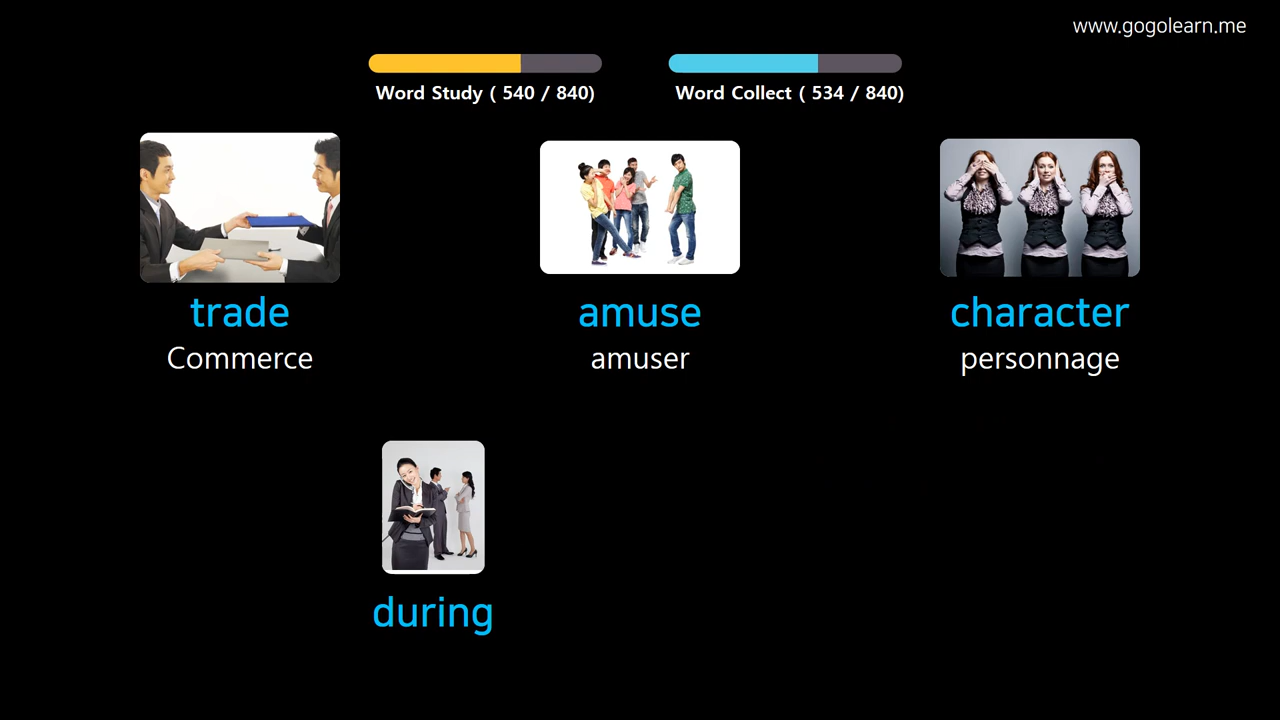 www.gogolearn.me
Word Study ( 540 / 840)
Word Collect ( 534 / 840)
trade
amuse
character
Commerce
amuser
personnage
during